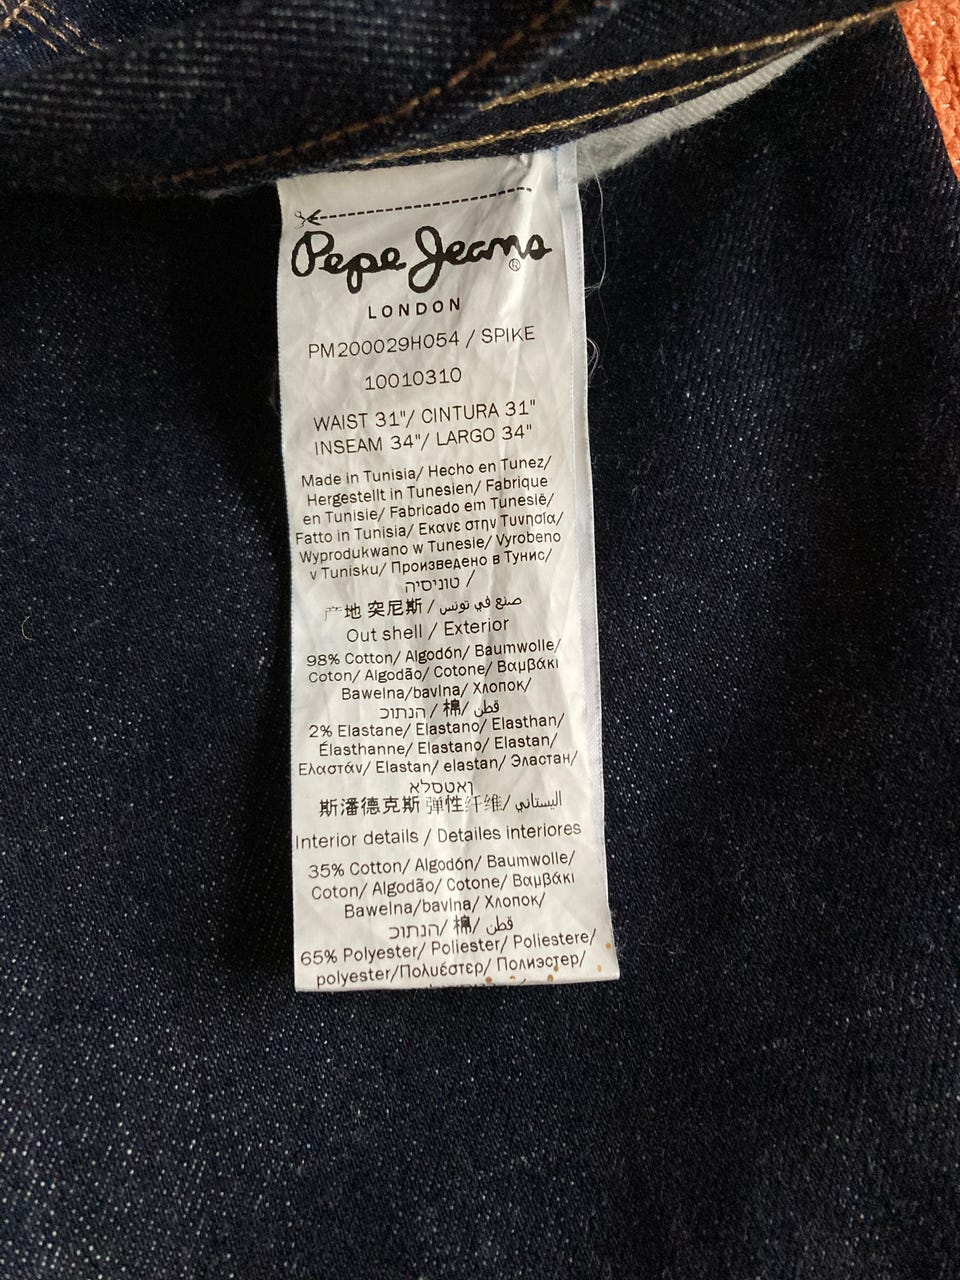 Pepe Jeans®
LONDON
PM200029H054 / SPIKE
10010310
WAIST 31"/ CINTURA 31"
INSEAM 34"/ LARGO 34"
Made in Tunisia/ Hecho en Tunez/
Hergestellt in Tunesien/ Fabrique
en Tunisie/ Fabricado em Tuneslë/
Fatto in Tunisia/ Εκανε στην Τυνησία/
Wyprodukwano w Tunesie/ Vyrobeno
v Tunisku/ Произведено в Тунис/
טוניסיה /
产地 突尼斯 / صنع في تونس
Out shell / Exterior
98% Cotton/ Algodón/ Baumwolle/
Coton/ Algodão/ Cotone/ Βαμβάκι
Bawelna/bavlna/ Хлопок/
הנתוכ / 棉/ قطن
2% Elastane/ Elastano/ Elasthan/
Élasthanne/ Elastano/ Elastan/
Ελαστάν/ Elastan/ elastan/ Эластан/
ןאטסלא
斯潘德克斯 弹性纤维/ اليستاني
Interior details / Detailes interiores
35% Cotton/ Algodón/ Baumwolle/
Coton/ Algodão/ Cotone/ Βαμβάκι
Bawelna/bavlna/ Хлопок/
הנתוכ/ 棉/ قطن
65% Polyester/ Poliester/ Poliestere/
polyester/Πολυέστερ/ Полиэстер/